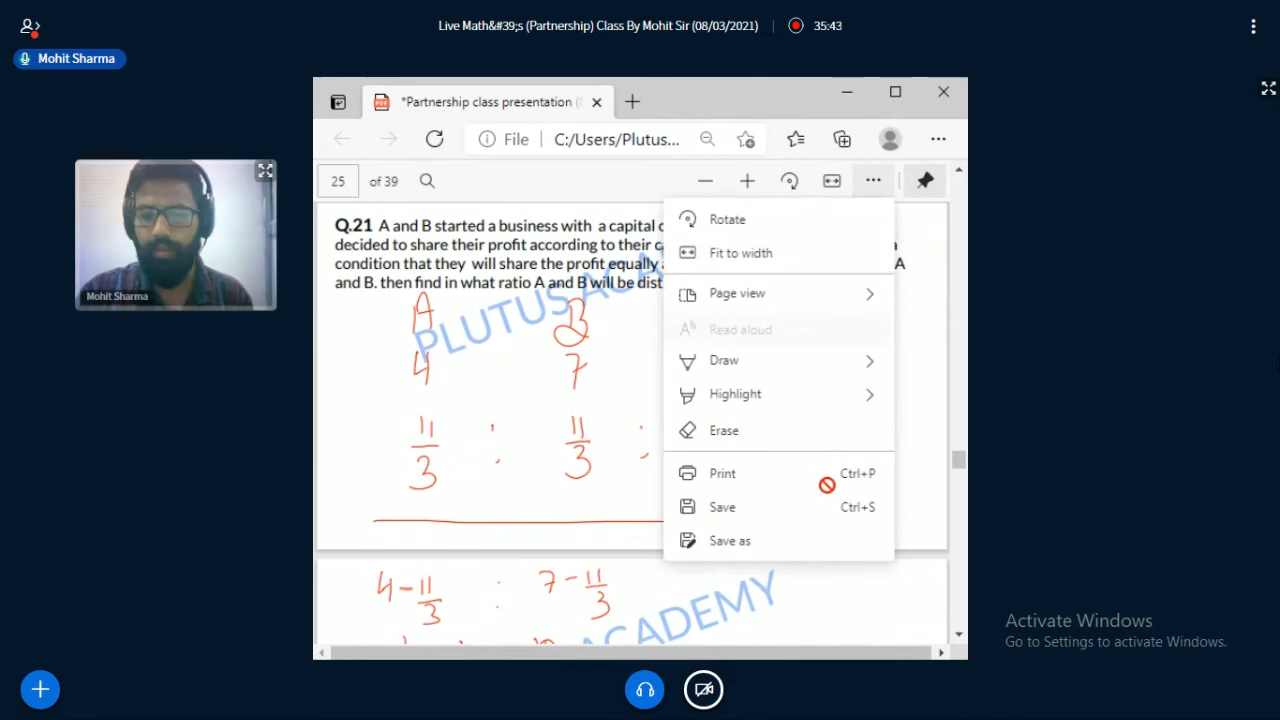 Live Math&#39;s (Partnership) Class By Mohit Sir (08/03/2021) 35:43
Mohit Sharma
*Partnership class presentation (
File C:/Users/Plutus...
25 of 39
Q.21 A and B started a business with a capital
decided to share their profit according to their
condition that they will share the profit equally A
and B. then find in what ratio A and B will be
PLUTUS
A B
4 7
11/3 : 11/3 :
4 - 11/3 : 7 - 11/3
ACADEMY
Rotate
Fit to width
Page view
Read aloud
Draw
Highlight
Erase
Print Ctrl+P
Save Ctrl+S
Save as
Mohit Sharma
Activate Windows
Go to Settings to activate Windows.